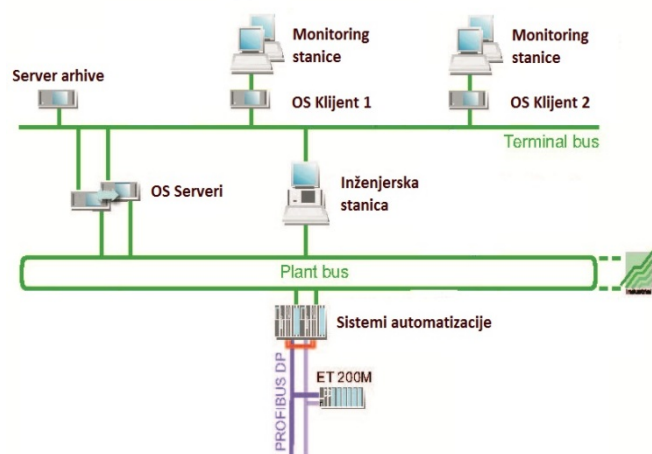 Monitoring
stanice
Monitoring
stanice
Server arhive
OS Klijent 1
OS Klijent 2
Terminal bus
OS Serveri
Inženjerska
stanica
Plant bus
Sistemi automatizacije
PROFIBUS DP
ET 200M